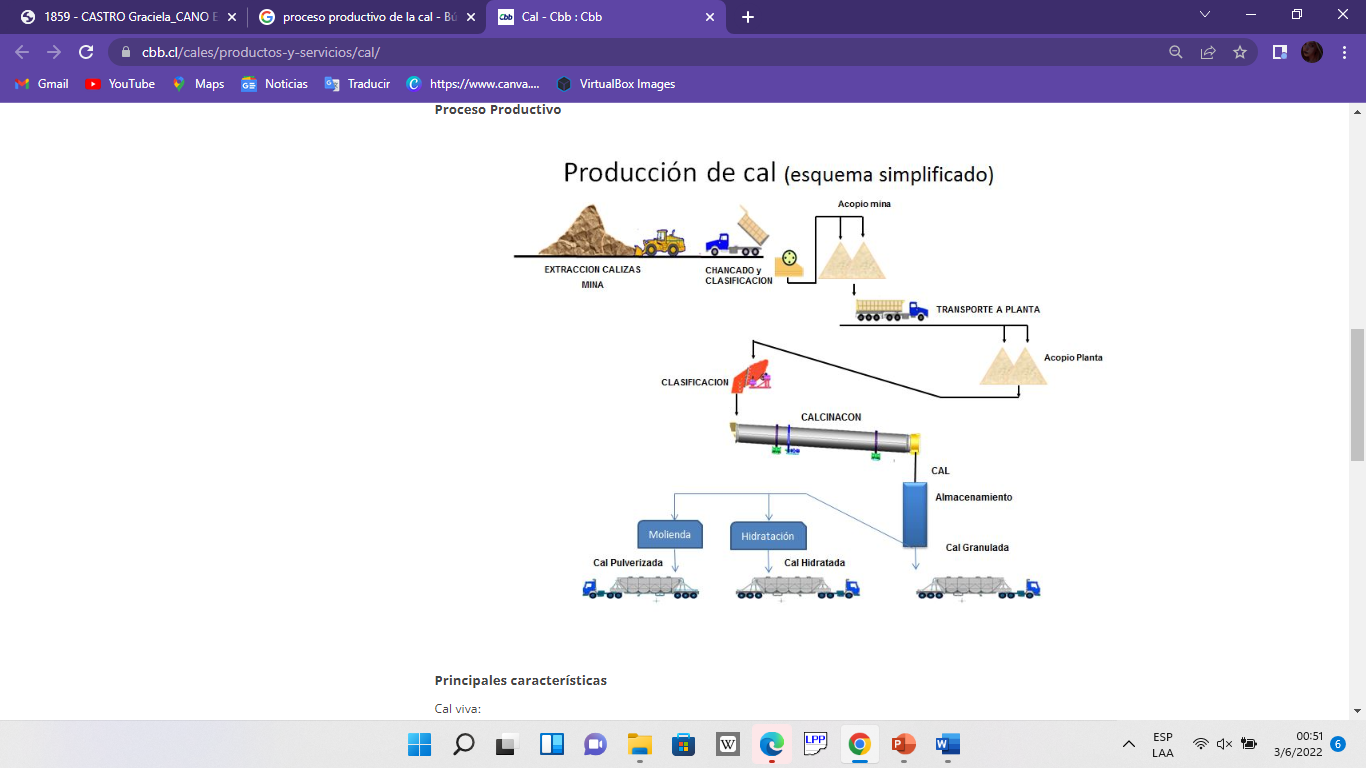 1859 - CASTRO Graciela_CANO E
proceso productivo de la cal - Bú
Cbb
Cal - Cbb : Cbb
cbb.cl/cales/productos-y-servicios/cal/
Gmail
YouTube
Maps
Noticias
Traducir
https://www.canva....
VirtualBox Images
Proceso Productivo
Producción de cal (esquema simplificado)
Acopio mina
EXTRACCION CALIZAS
MINA
CHANCADO y
CLASIFICACION
TRANSPORTE A PLANTA
Acopio Planta
CLASIFICACION
CALCINACON
CAL
Almacenamiento
Molienda
Hidratación
Cal Granulada
Cal Pulverizada
Cal Hidratada
Principales características
Cal viva:
LPP
ESP
LAA
00:51
3/6/2022
6